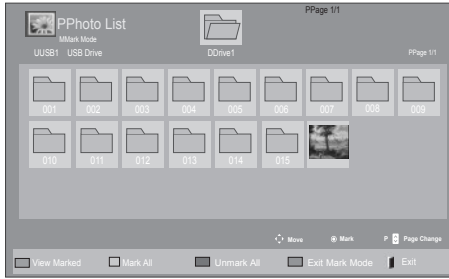 PPage 1/1
PPhoto List
MMark Mode
UUSB1 USB Drive DDrive1 PPage 1/1
001 002 003 004 005 006 007 008 009
010 011 012 013 014 015
Move Mark P Page Change
View Marked Mark All Unmark All Exit Mark Mode Exit